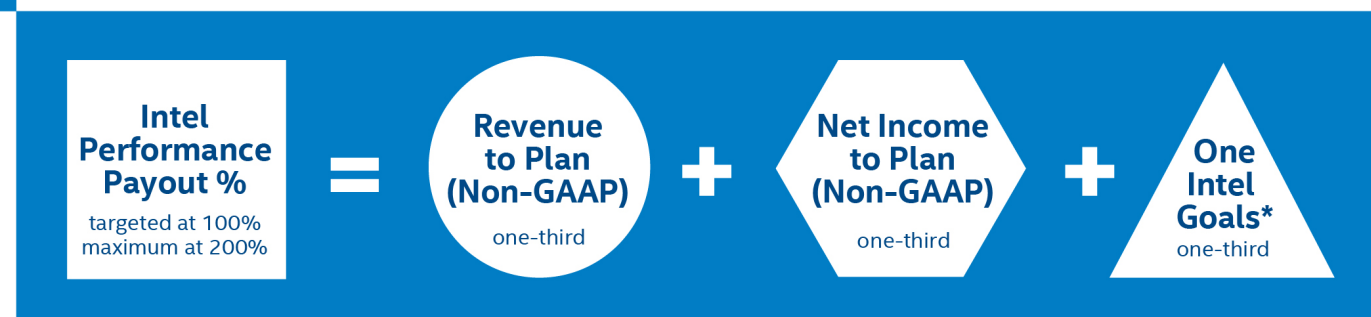 Intel
Performance
Payout %
targeted at 100%
maximum at 200%
=
Revenue
to Plan
(Non-GAAP)
one-third
+
Net Income
to Plan
(Non-GAAP)
one-third
+
One
Intel
Goals*
one-third